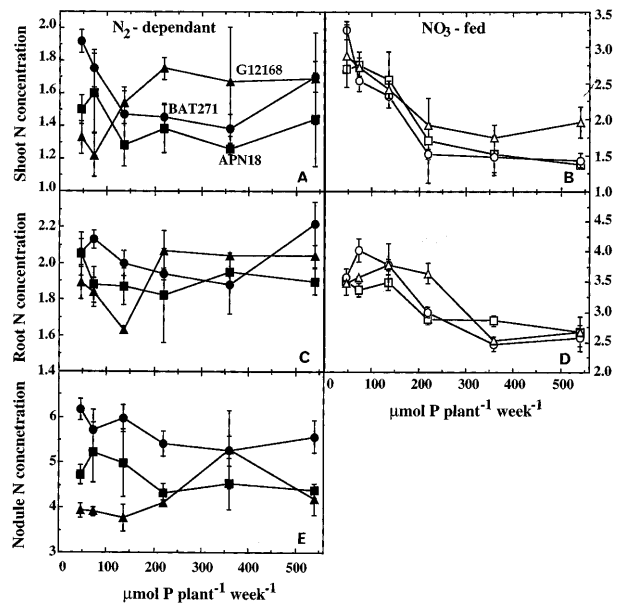 N2 - dependant
NO3 - fed
Shoot N concentration
2.0
1.8
1.6
1.4
1.2
1.0
G12168
BAT271
APN18
A
3.5
3.0
2.5
2.0
1.5
1.0
B
Root N concentration
2.2
2.0
1.8
1.6
1.4
C
4.5
4.0
3.5
3.0
2.5
2.0
D
0 100 200 300 400 500
μmol P plant-1 week-1
Nodule N concnetration
6
5
4
3
E
0 100 200 300 400 500
μmol P plant-1 week-1